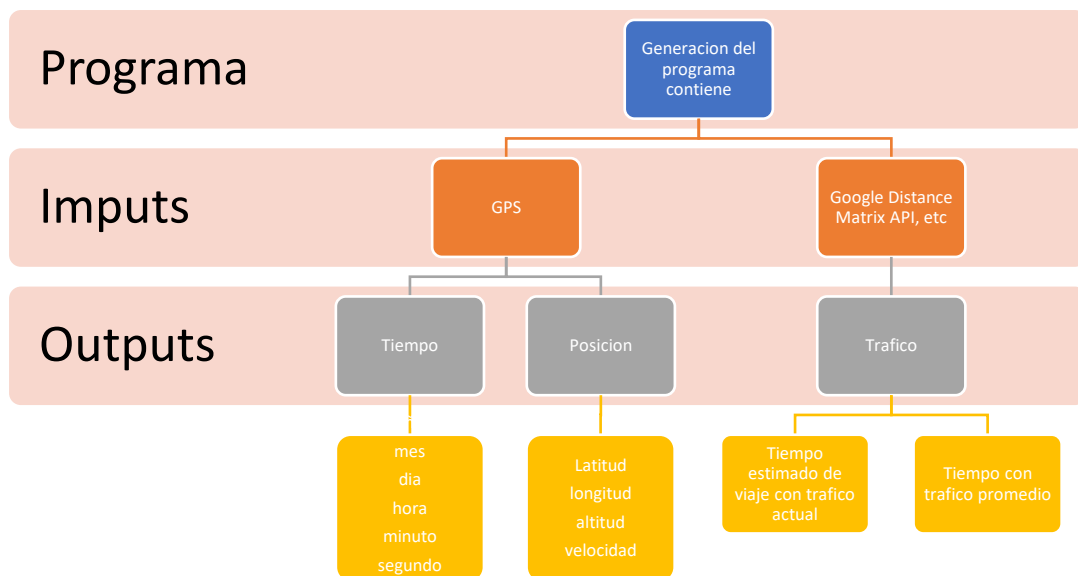 Programa
Generacion del
programa
contiene
Imputs
GPS
Google Distance
Matrix API, etc
Outputs
Tiempo
Posicion
Trafico
mes
dia
hora
minuto
segundo
Latitud
longitud
altitud
velocidad
Tiempo
estimado de
viaje con trafico
actual
Tiempo con
trafico promedio